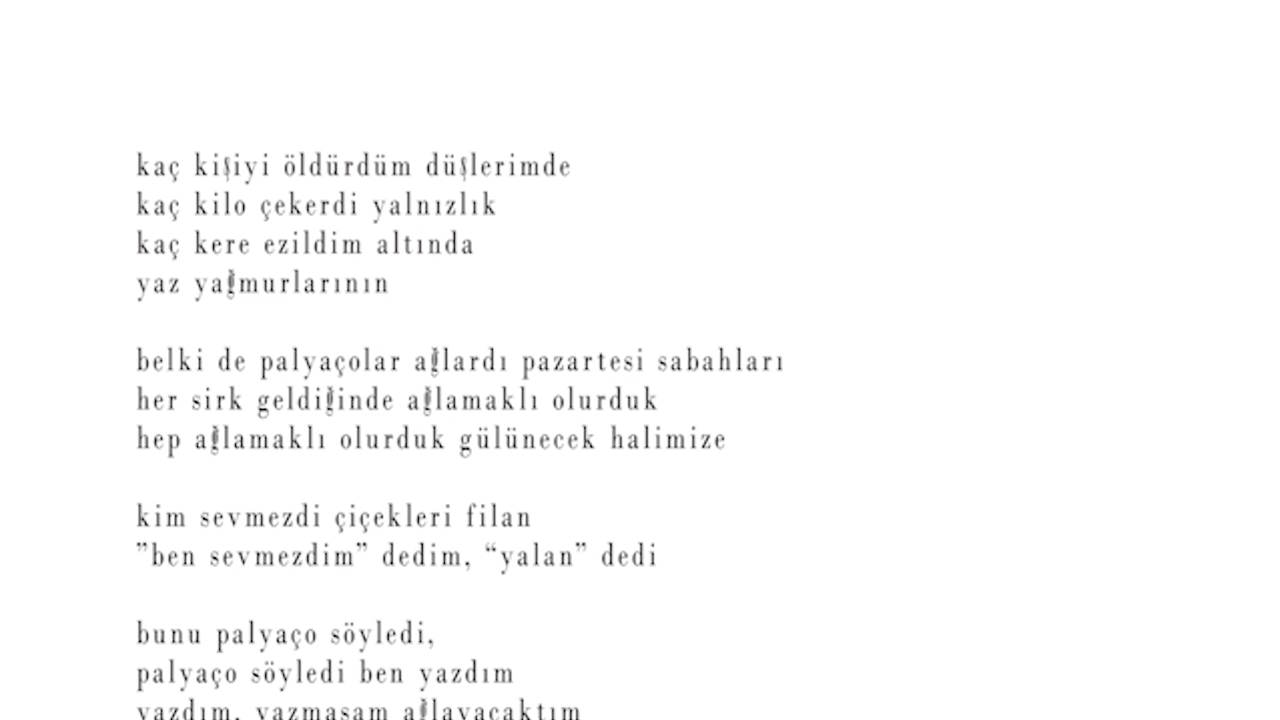 kaç kişiyi öldürdüm düşlerimde
kaç kilo çekerdi yalnızlık
kaç kere ezildim altında
yaz yağmurlarının
belki de palyaçolar ağlardı pazartesi sabahları
her sirk geldiğinde ağlamaklı olurduk
hep ağlamaklı olurduk gülünecek halimize
kim sevmezdi çiçekleri filan
”ben sevmezdim” dedim, “yalan” dedi
bunu palyaço söyledi,
palyaço söyledi ben yazdım
yazdım, yazmasam ağlayacaktım